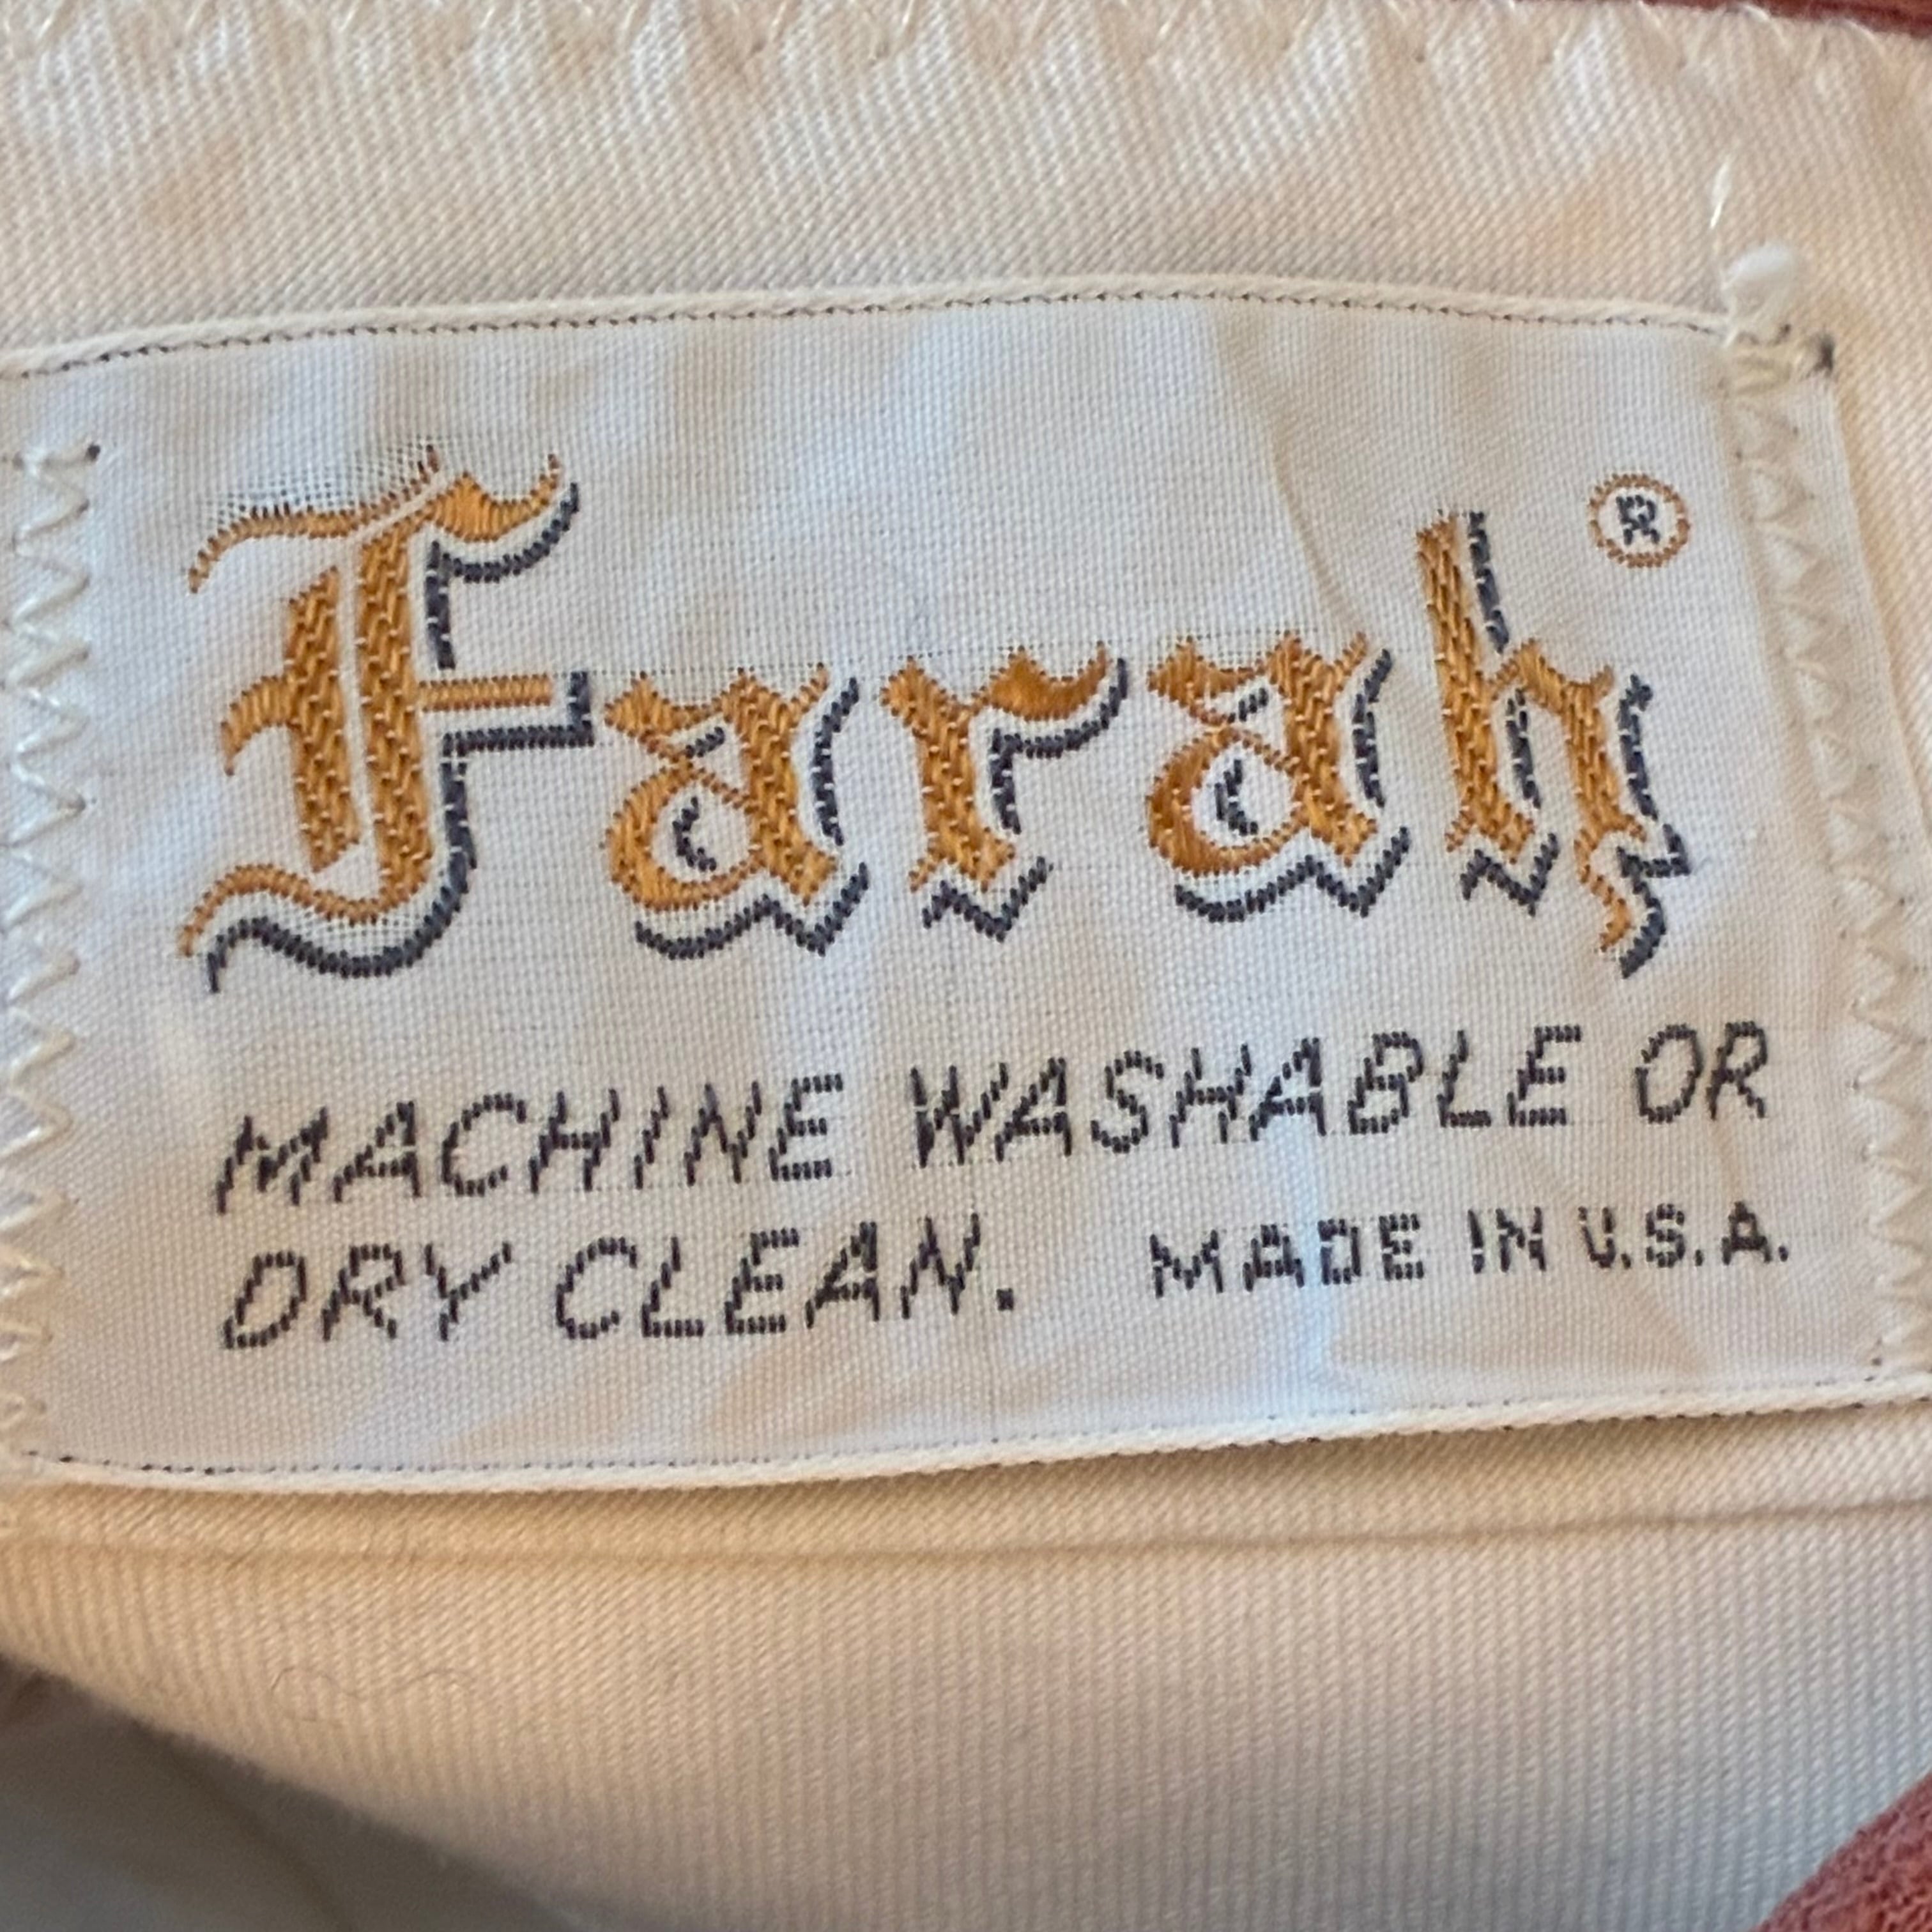 Farah ®
MACHINE WASHABLE OR
DRY CLEAN. MADE IN U.S.A.